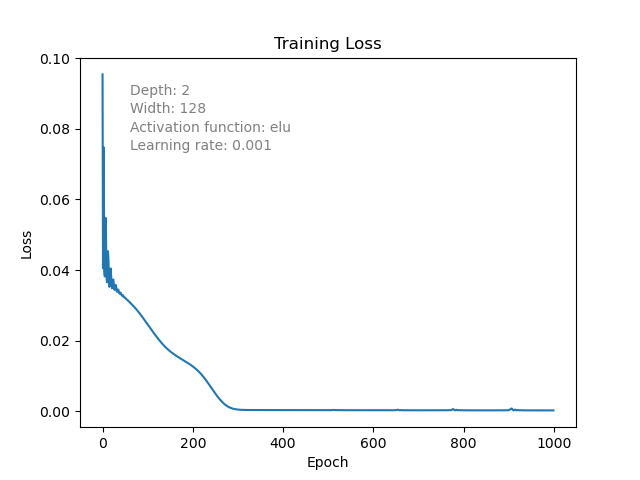 Training Loss
0.10
Depth: 2
Width: 128
Activation function: elu
Learning rate: 0.001
0.08
0.06
0.04
0.02
0.00
Loss
0 200 400 600 800 1000
Epoch